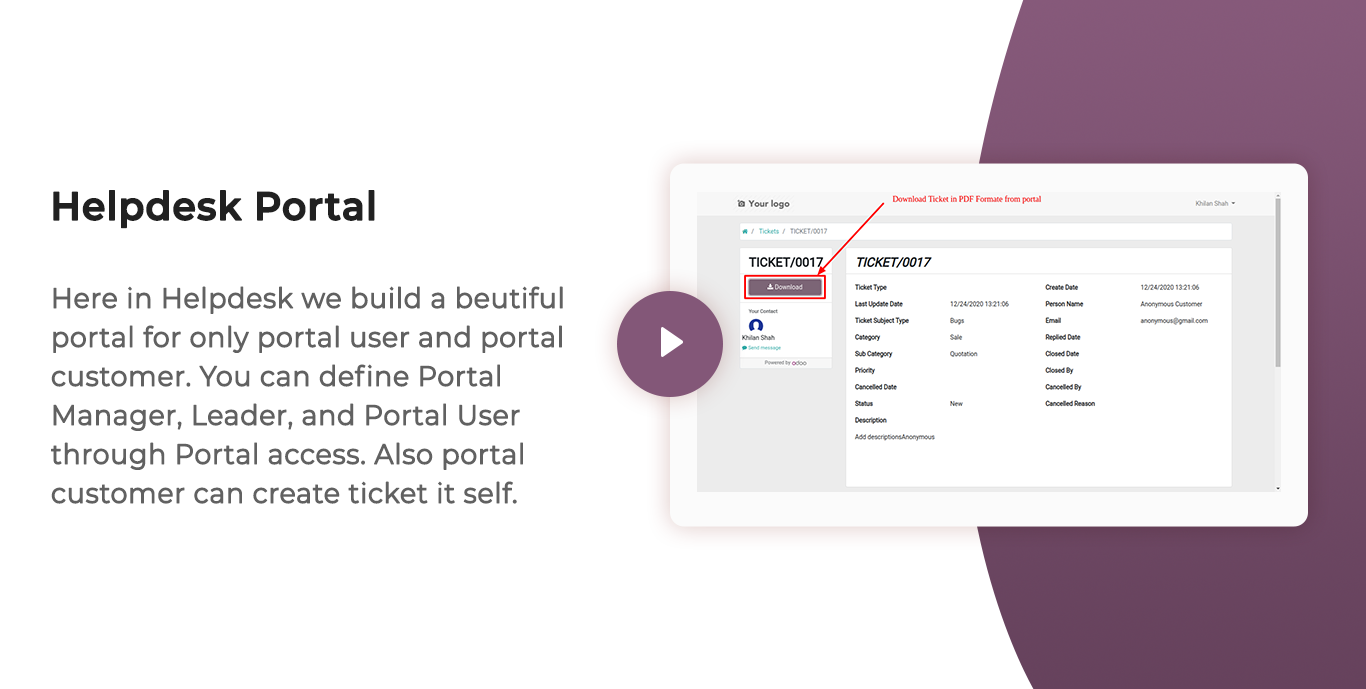 Helpdesk Portal
Here in Helpdesk we build a beutiful
portal for only portal user and portal
customer. You can define Portal
Manager, Leader, and Portal User
through Portal access. Also portal
customer can create ticket it self.
Your logo
Download Ticket in PDF Formate from portal
Khilan Shah
/ Tickets / TICKET/0017
TICKET/0017
Download
Your Contact
Khilan Shah
Send message
Powered by odoo
TICKET/0017
Ticket Type Create Date 12/24/2020 13:21:06
Last Update Date 12/24/2020 13:21:06 Person Name Anonymous Customer
Ticket Subject Type Bugs Email anonymous@gmail.com
Category Sale Replied Date
Sub Category Quotation Closed Date
Priority Closed By
Cancelled Date Cancelled By
Status New Cancelled Reason
Description
Add descriptionsAnonymous